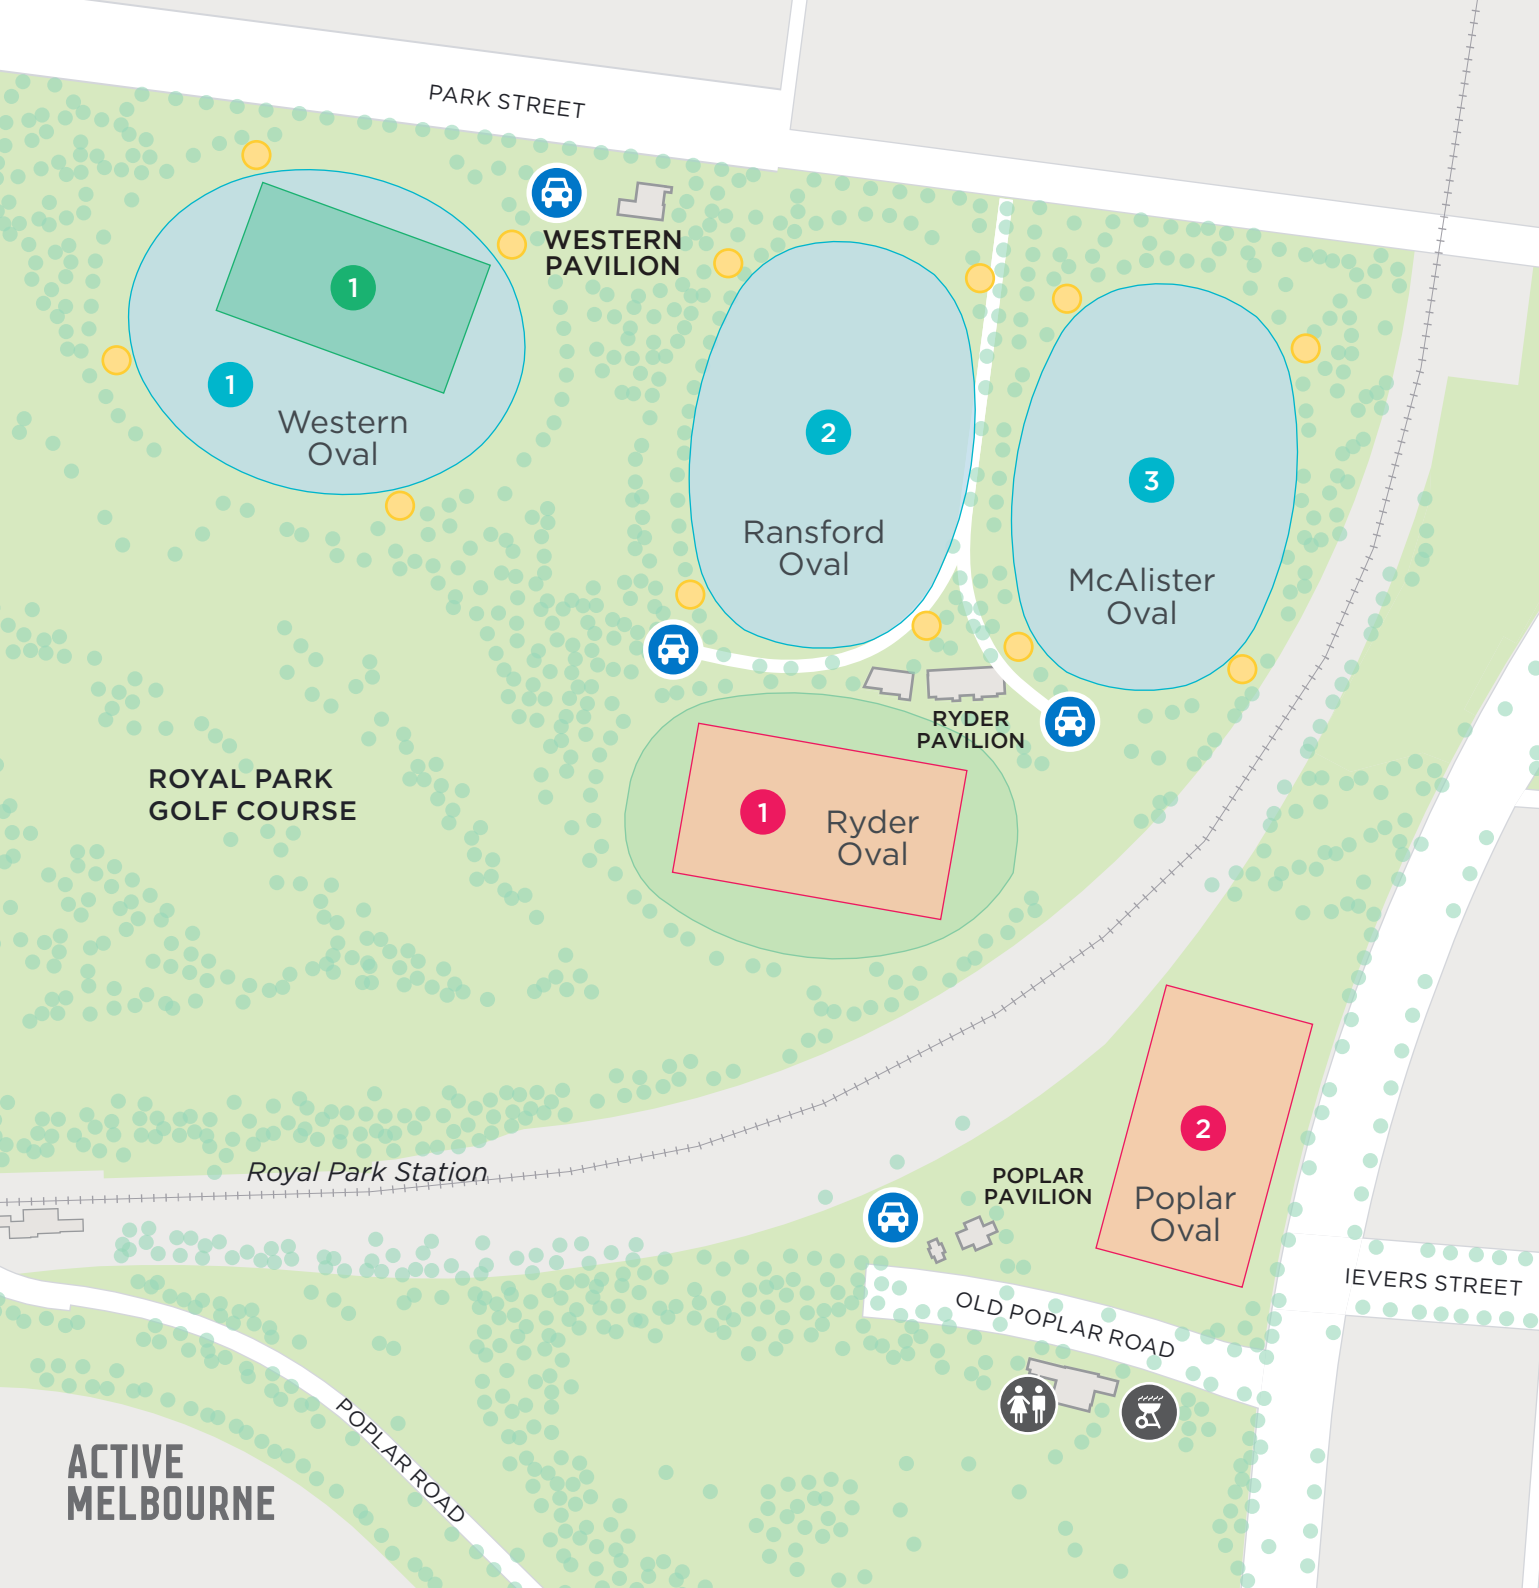 PARK STREET
WESTERN
PAVILION
1
1
Western
Oval
2
Ransford
Oval
3
McAlister
Oval
RYDER
PAVILION
ROYAL PARK
GOLF COURSE
1
Ryder
Oval
Royal Park Station
2
Poplar
Oval
POPLAR
PAVILION
IEVERS STREET
OLD POPLAR ROAD
POPLAR ROAD
ACTIVE
MELBOURNE